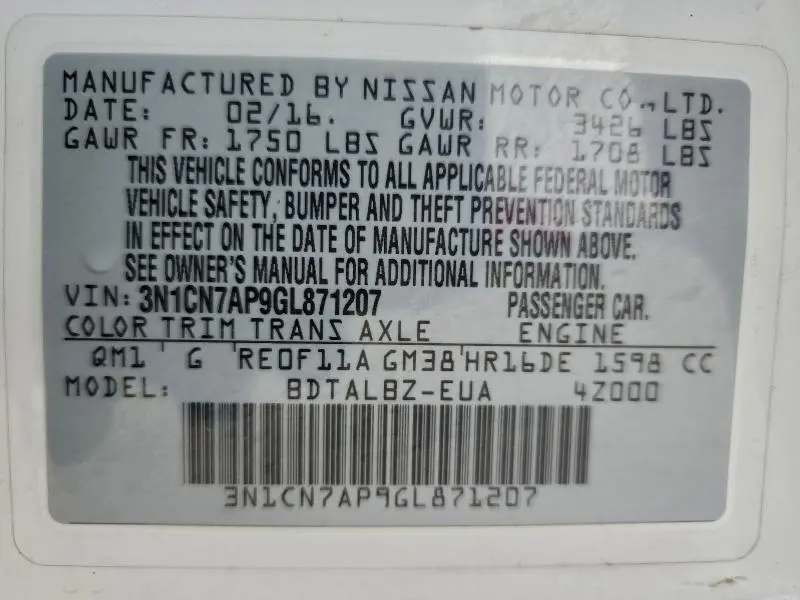 MANUFACTURED BY NISSAN MOTOR CO., LTD.
DATE: 02/16. GVWR: 3426 LBS
GAWR FR: 1750 LBS GAWR RR: 1708 LBS
THIS VEHICLE CONFORMS TO ALL APPLICABLE FEDERAL MOTOR
VEHICLE SAFETY, BUMPER AND THEFT PREVENTION STANDARDS
IN EFFECT ON THE DATE OF MANUFACTURE SHOWN ABOVE.
SEE OWNER'S MANUAL FOR ADDITIONAL INFORMATION.
VIN: 3N1CN7AP9GL871207 PASSENGER CAR.
COLOR TRIM TRANS AXLE ENGINE
QM1 G RE0F11A GM38 HR16DE 1598 CC
MODEL: BDTALBZ-EUA 4Z000
3N1CN7AP9GL871207